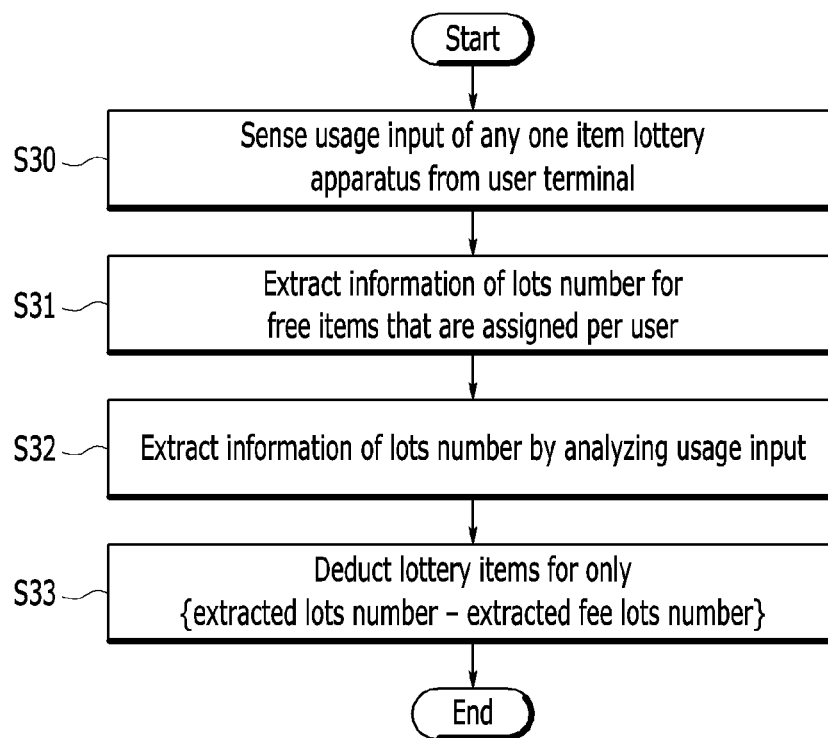 Start
S30
Sense usage input of any one item lottery
apparatus from user terminal
S31
Extract information of lots number for
free items that are assigned per user
S32
Extract information of lots number by analyzing usage input
S33
Deduct lottery items for only
{extracted lots number – extracted fee lots number}
End